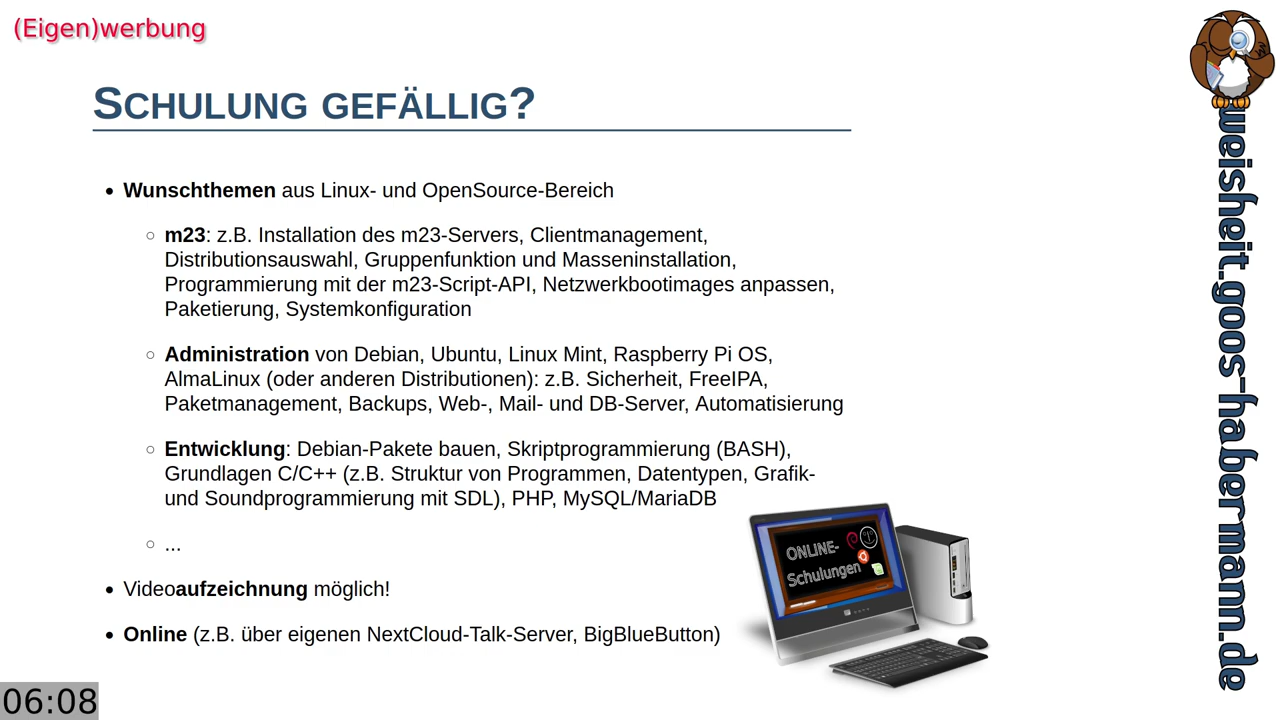 (Eigen)werbung
SCHULUNG GEFÄLLIG?
• Wunschthemen aus Linux- und OpenSource-Bereich
◦ m23: z.B. Installation des m23-Servers, Clientmanagement,
Distributionsauswahl, Gruppenfunktion und Masseninstallation,
Programmierung mit der m23-Script-API, Netzwerkbootimages anpassen,
Paketierung, Systemkonfiguration
◦ Administration von Debian, Ubuntu, Linux Mint, Raspberry Pi OS,
AlmaLinux (oder anderen Distributionen): z.B. Sicherheit, FreeIPA,
Paketmanagement, Backups, Web-, Mail- und DB-Server, Automatisierung
◦ Entwicklung: Debian-Pakete bauen, Skriptprogrammierung (BASH),
Grundlagen C/C++ (z.B. Struktur von Programmen, Datentypen, Grafik-
und Soundprogrammierung mit SDL), PHP, MySQL/MariaDB
◦ ...
• Videoaufzeichnung möglich!
• Online (z.B. über eigenen NextCloud-Talk-Server, BigBlueButton)
ONLINE-
Schulungen
weisheit.goos-habermann.de
06:08